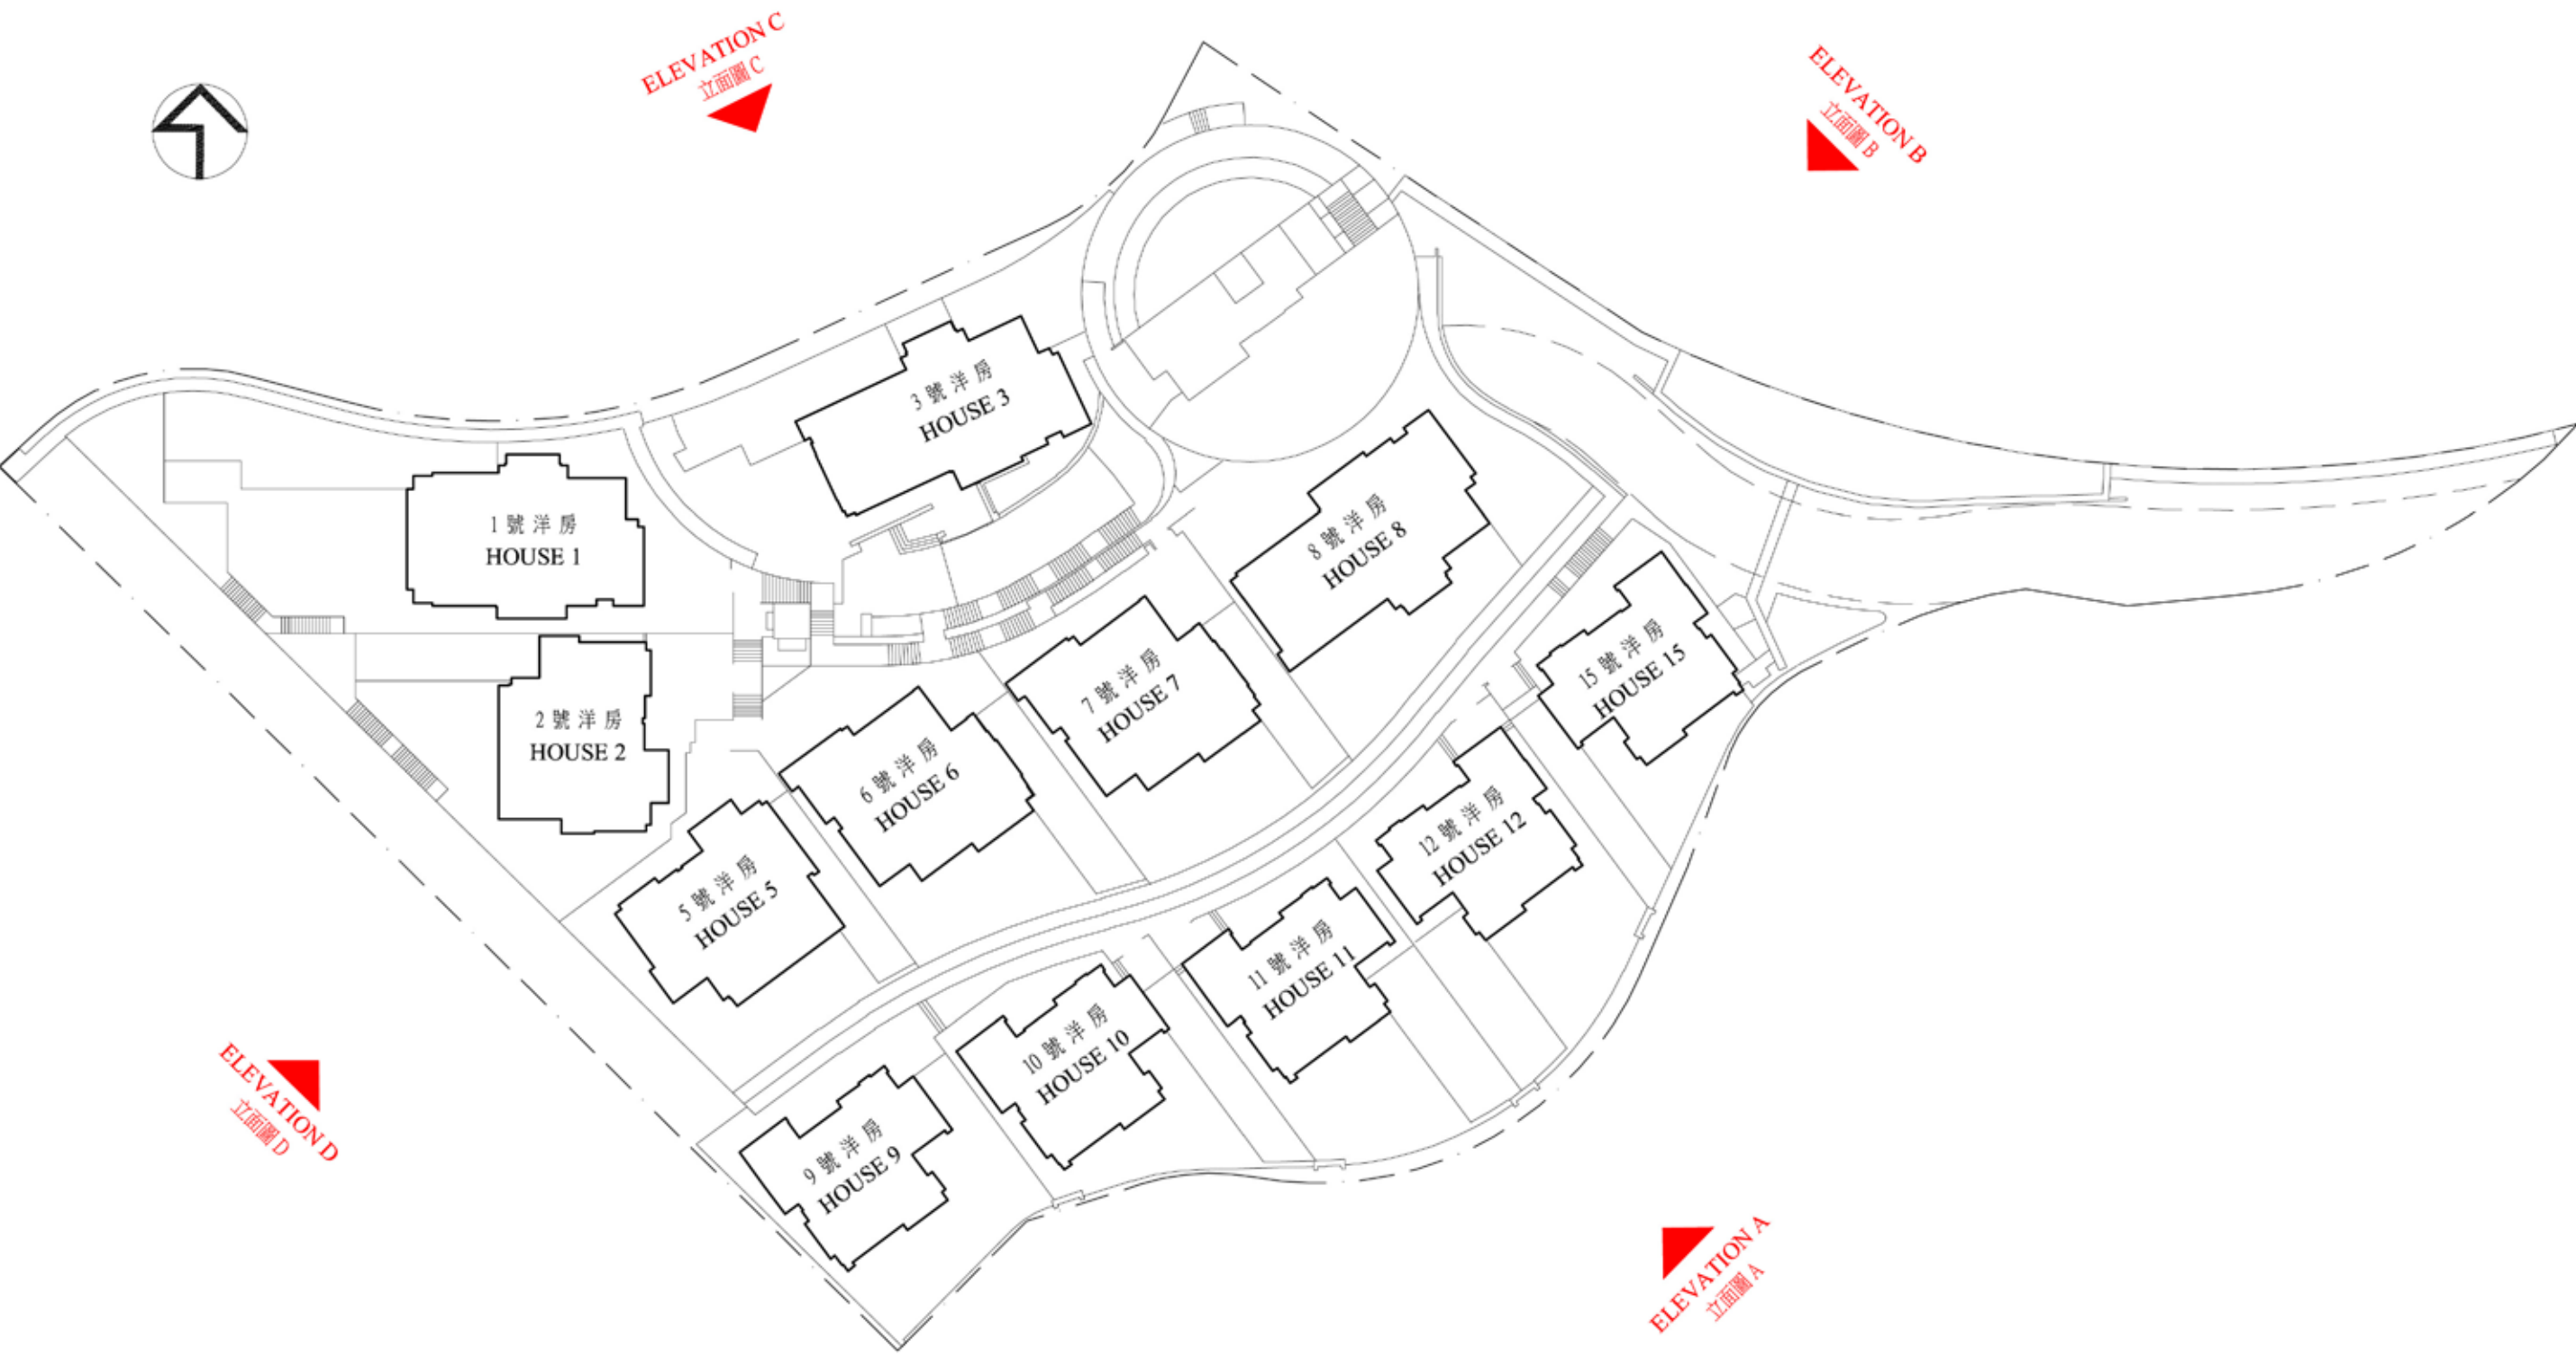 ELEVATION C
立面圖 C
ELEVATION B
立面圖 B
3 號 洋 房
HOUSE 3
1 號 洋 房
HOUSE 1
8 號 洋 房
HOUSE 8
2 號 洋 房
HOUSE 2
7 號 洋 房
HOUSE 7
15 號 洋 房
HOUSE 15
6 號 洋 房
HOUSE 6
5 號 洋 房
HOUSE 5
12 號 洋 房
HOUSE 12
11 號 洋 房
HOUSE 11
10 號 洋 房
HOUSE 10
9 號 洋 房
HOUSE 9
ELEVATION D
立面圖 D
ELEVATION A
立面圖 A